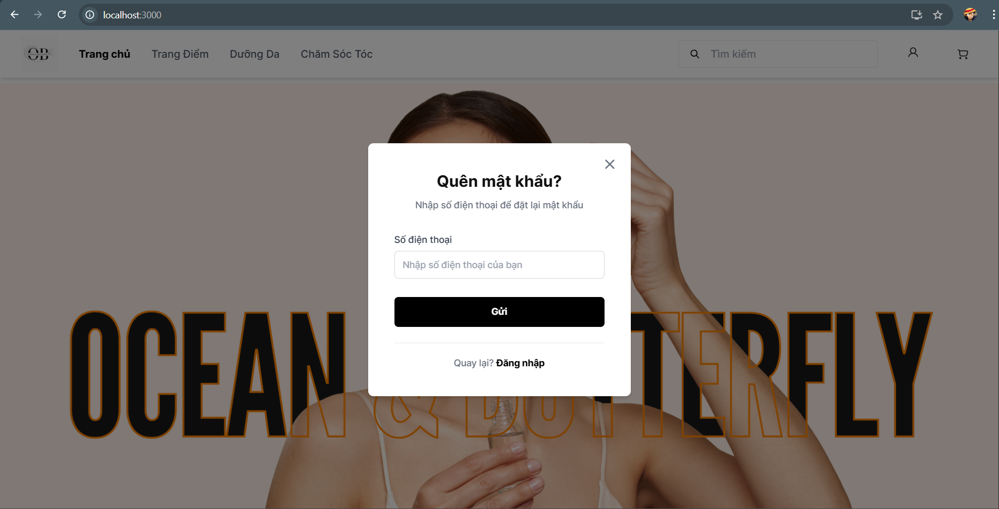 localhost:3000
OB
Trang chủ
Trang Điểm
Dưỡng Da
Chăm Sóc Tóc
Tìm kiếm
Quên mật khẩu?
Nhập số điện thoại để đặt lại mật khẩu
Số điện thoại
Nhập số điện thoại của bạn
Gửi
Quay lại? Đăng nhập
OCEAN & BUTTERFLY